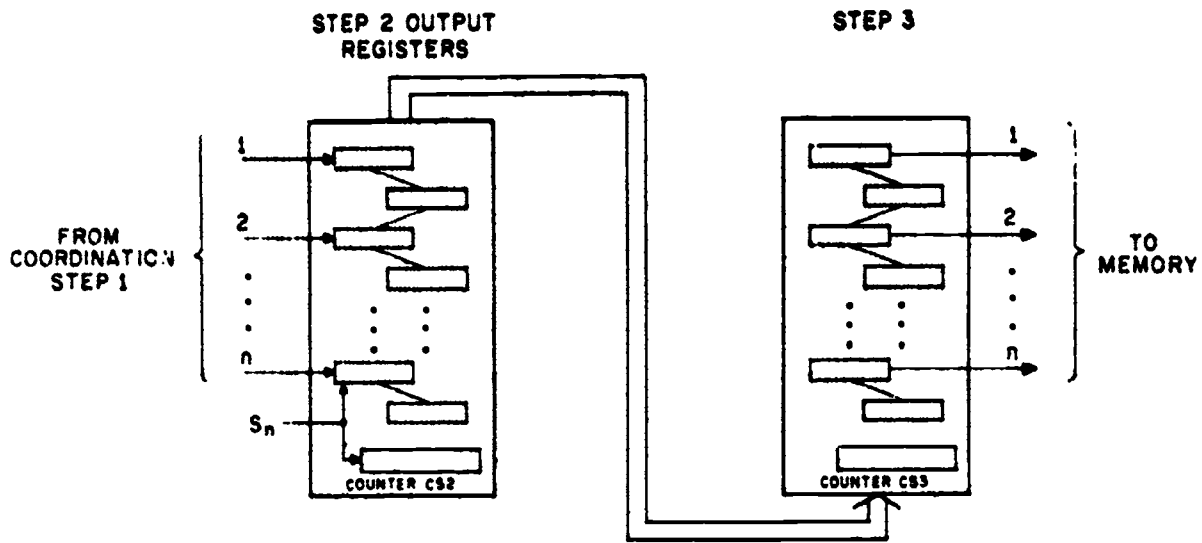 STEP 2 OUTPUT
REGISTERS
STEP 3
FROM
COORDINATION
STEP 1
1
2
n
Sn
COUNTER CS2
1
2
n
COUNTER CS3
TO
MEMORY